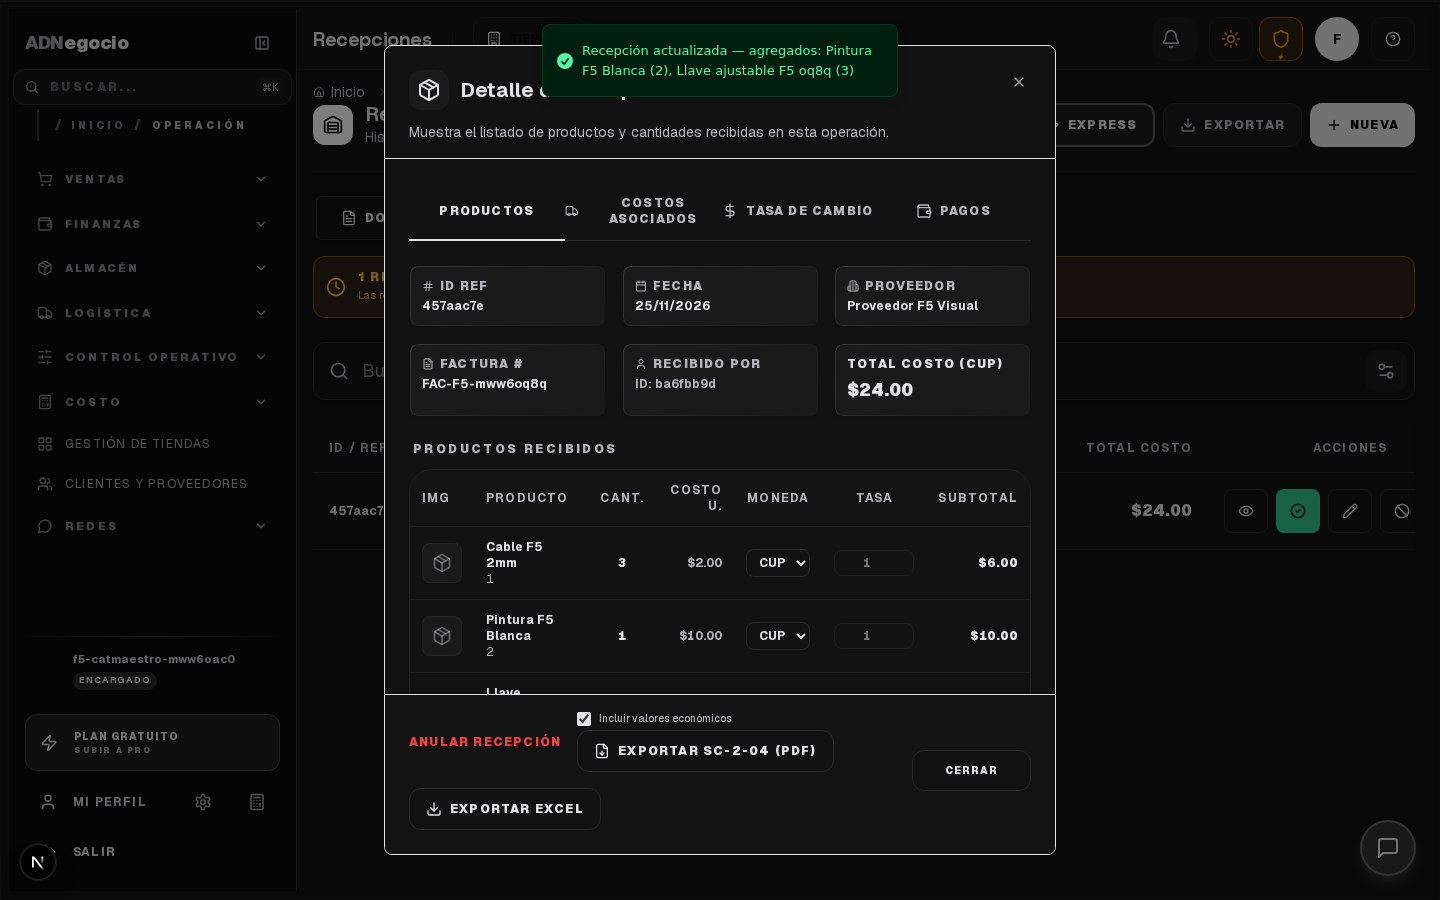 ADNegocio
BUSCAR...
⌘K
/ INICIO / OPERACIÓN
VENTAS
FINANZAS
ALMACÉN
LOGÍSTICA
CONTROL OPERATIVO
COSTO
GESTIÓN DE TIENDAS
CLIENTES Y PROVEEDORES
REDES
f5-catmaestro-mww6oac0
ENCARGADO
PLAN GRATUITO
SUBIR A PRO
MI PERFIL
SALIR
N
Recepciones
F
Inicio
EXPRESS
EXPORTAR
NUEVA
ID / REF
TOTAL COSTO
ACCIONES
457aac7
$24.00
Recepción actualizada — agregados: Pintura
F5 Blanca (2), Llave ajustable F5 oq8q (3)
Detalle
Muestra el listado de productos y cantidades recibidas en esta operación.
PRODUCTOS
COSTOS
ASOCIADOS
TASA DE CAMBIO
PAGOS
ID REF
457aac7e
FECHA
25/11/2026
PROVEEDOR
Proveedor F5 Visual
FACTURA #
FAC-F5-mww6oq8q
RECIBIDO POR
ID: ba6fbb9d
TOTAL COSTO (CUP)
$24.00
PRODUCTOS RECIBIDOS
IMG
PRODUCTO
CANT.
COSTO
U.
MONEDA
TASA
SUBTOTAL
Cable F5
2mm
1
3
$2.00
CUP
1
$6.00
Pintura F5
Blanca
2
1
$10.00
CUP
1
$10.00
Llave
ANULAR RECEPCIÓN
Incluir valores económicos
EXPORTAR SC-2-04 (PDF)
EXPORTAR EXCEL
CERRAR